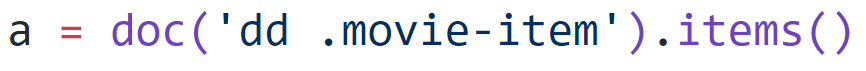 a = doc('dd .movie-item').items()